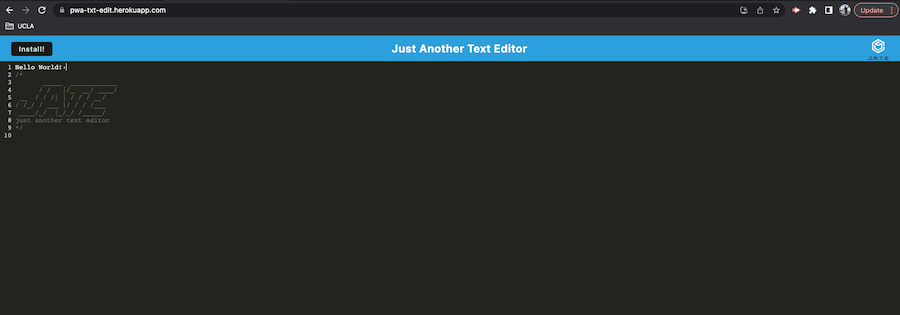 pwa-txt-edit.herokuapp.com
Update
UCLA
Install!
Just Another Text Editor
J.A.T.E
1 Hello World!
2 /*
3
4
5
6
7
8 just another text editor
9 */
10